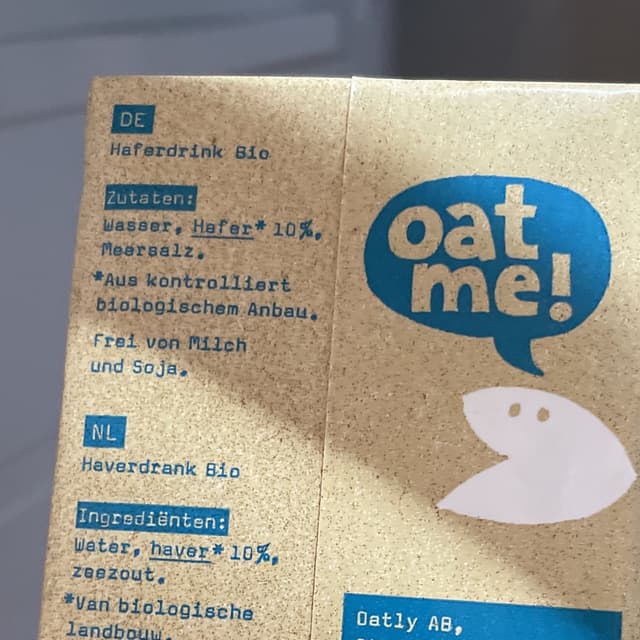 DE
Haferdrink Bio
Zutaten:
Wasser, Hafer* 10%,
Meersalz.
*Aus kontrolliert
biologischem Anbau.
Frei von Milch
und Soja.
NL
Haverdrank Bio
Ingrediënten:
Water, haver* 10%,
zeezout.
*Van biologische
landbouw.
oat
me!
Oatly AB,